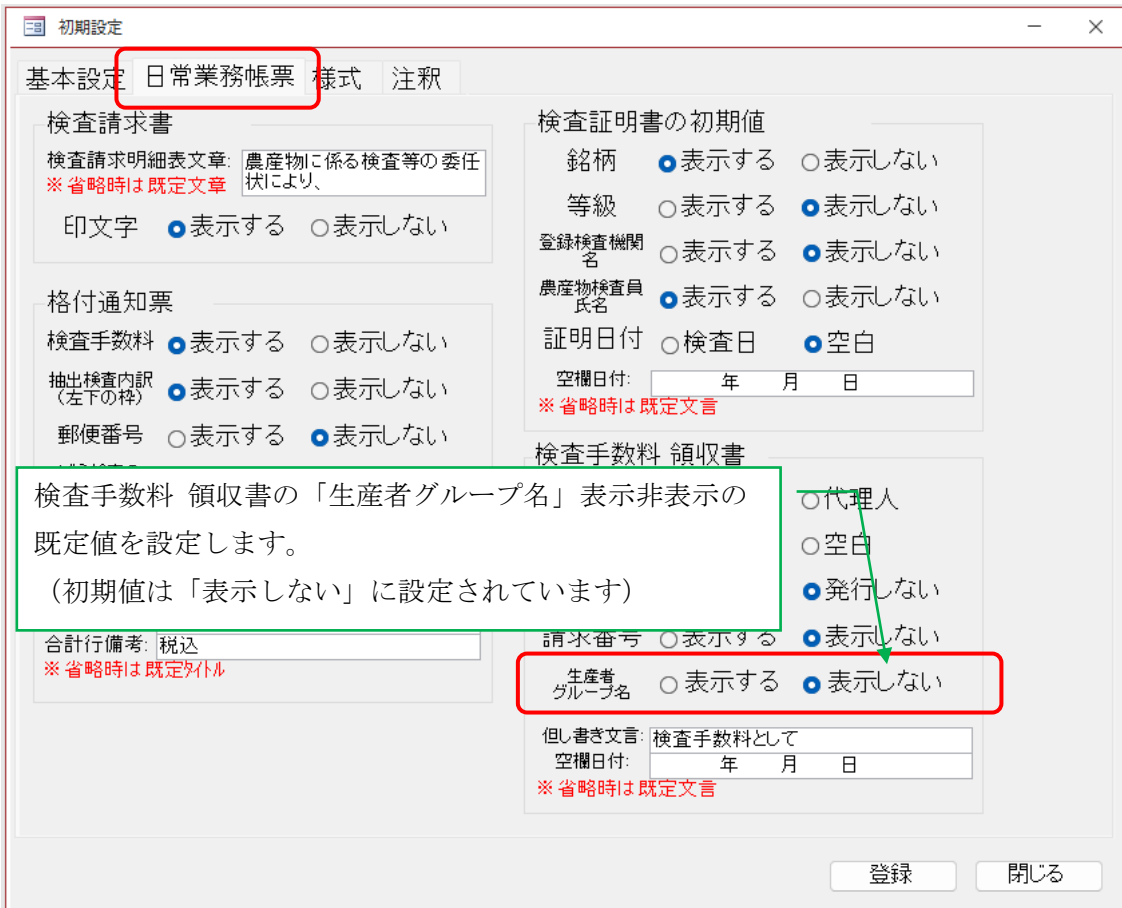 初期設定
基本設定 日常業務帳票 様式 注釈
検査請求書
検査請求明細表文章: 農産物に係る検査等の委任
状により、
※省略時は既定文章
印文字 表示する 表示しない
格付通知票
検査手数料 表示する 表示しない
抽出検査内訳
(左下の枠) 表示する 表示しない
郵便番号 表示する 表示しない
検査手数料 領収書の「生産者グループ名」表示非表示の
既定値を設定します。
（初期値は「表示しない」に設定されています）
合計行備考: 税込
※省略時は既定タイトル
検査証明書の初期値
銘柄 表示する 表示しない
等級 表示する 表示しない
登録検査機関
名 表示する 表示しない
農産物検査員
氏名 表示する 表示しない
証明日付 検査日 空白
空欄日付: 年 月 日
※省略時は既定文言
検査手数料 領収書
代理人
空白
発行しない
請求番号 表示する 表示しない
生産者
グループ名 表示する 表示しない
但し書き文言: 検査手数料として
空欄日付: 年 月 日
※省略時は既定文言
登録 閉じる